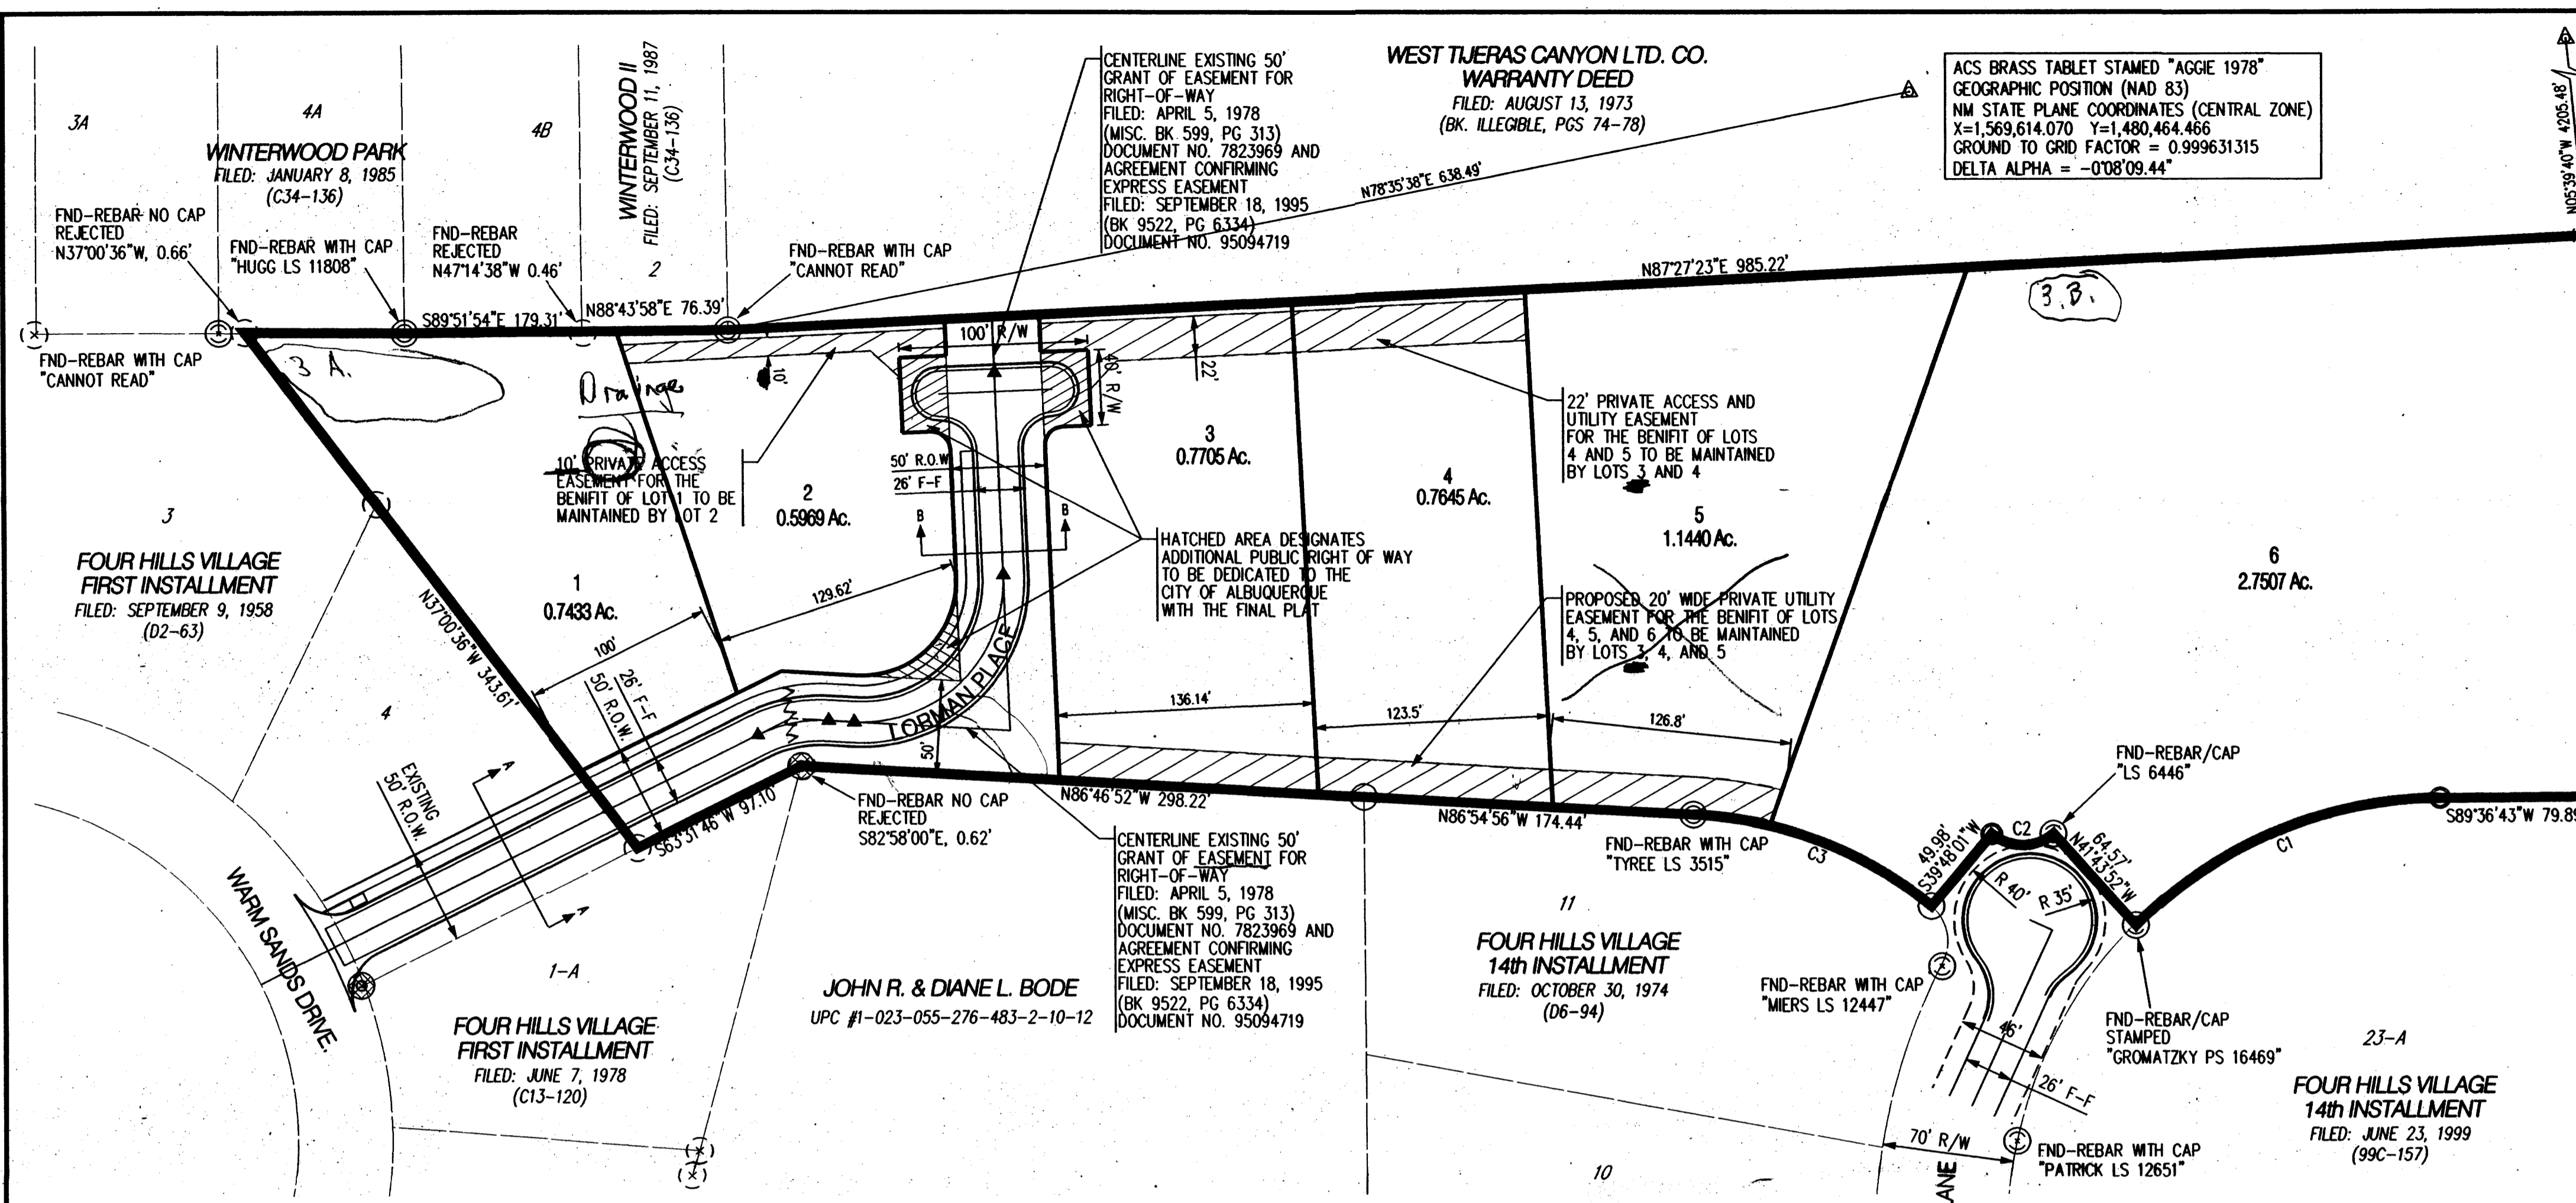 3A
4A
4B
WINTERWOOD PARK
FILED: JANUARY 8, 1985
(C34-136)
WINTERWOOD II
FILED: SEPTEMBER 11, 1987
(C34-136)
2
CENTERLINE EXISTING 50'
GRANT OF EASEMENT FOR
RIGHT-OF-WAY
FILED: APRIL 5, 1978
(MISC. BK 599, PG 313)
DOCUMENT NO. 7823969 AND
AGREEMENT CONFIRMING
EXPRESS EASEMENT
FILED: SEPTEMBER 18, 1995
(BK 9522, PG 6334)
DOCUMENT NO. 95094719
WEST TIJERAS CANYON LTD. CO.
WARRANTY DEED
FILED: AUGUST 13, 1973
(BK. ILLEGIBLE, PGS 74-78)
ACS BRASS TABLET STAMED "AGGIE 1978"
GEOGRAPHIC POSITION (NAD 83)
NM STATE PLANE COORDINATES (CENTRAL ZONE)
X=1,569,614.070 Y=1,480,464.466
GROUND TO GRID FACTOR = 0.999631315
DELTA ALPHA = -0°08'09.44"
N05°39'40"W 4205.48'
N78°35'38"E 638.49'
FND-REBAR NO CAP
REJECTED
N37°00'36"W, 0.66'
FND-REBAR WITH CAP
"HUGG LS 11808"
FND-REBAR
REJECTED
N47°14'38"W 0.46'
FND-REBAR WITH CAP
"CANNOT READ"
FND-REBAR WITH CAP
"CANNOT READ"
S89°51'54"E 179.31'
N88°43'58"E 76.39'
N87°27'23"E 985.22'
3 A.
3.B.
Drainge
10'
100' R/W
40' R/W
22'
10' PRIVATE ACCESS
EASEMENT FOR THE
BENIFIT OF LOT 1 TO BE
MAINTAINED BY LOT 2
2
0.5969 Ac.
50' R.O.W.
26' F-F
B
B
3
0.7705 Ac.
4
0.7645 Ac.
22' PRIVATE ACCESS AND
UTILITY EASEMENT
FOR THE BENIFIT OF LOTS
4 AND 5 TO BE MAINTAINED
BY LOTS 3 AND 4
5
1.1440 Ac.
6
2.7507 Ac.
HATCHED AREA DESIGNATES
ADDITIONAL PUBLIC RIGHT OF WAY
TO BE DEDICATED TO THE
CITY OF ALBUQUERQUE
WITH THE FINAL PLAT
PROPOSED 20' WIDE PRIVATE UTILITY
EASEMENT FOR THE BENIFIT OF LOTS
4, 5, AND 6 TO BE MAINTAINED
BY LOTS 3, 4, AND 5
3
FOUR HILLS VILLAGE
FIRST INSTALLMENT
FILED: SEPTEMBER 9, 1958
(D2-63)
1
0.7433 Ac.
129.62'
100'
26' F-F
50' R.O.W.
N37°00'36"W 343.61'
4
EXISTING
50' R.O.W.
A
A
TORMAN PLACE
50'
136.14'
123.5'
126.8'
S63°31'46"W 97.10'
FND-REBAR NO CAP
REJECTED
S82°58'00"E, 0.62'
N86°46'52"W 298.22'
N86°54'56"W 174.44'
FND-REBAR WITH CAP
"TYREE LS 3515"
C3
S39°48'01"W
49.98'
C2
FND-REBAR/CAP
"LS 6446"
64.57'
N41°43'52"W
C1
S89°36'43"W 79.89
R 40'
R 35'
WARM SANDS DRIVE.
1-A
FOUR HILLS VILLAGE
FIRST INSTALLMENT
FILED: JUNE 7, 1978
(C13-120)
JOHN R. & DIANE L. BODE
UPC #1-023-055-276-483-2-10-12
CENTERLINE EXISTING 50'
GRANT OF EASEMENT FOR
RIGHT-OF-WAY
FILED: APRIL 5, 1978
(MISC. BK 599, PG 313)
DOCUMENT NO. 7823969 AND
AGREEMENT CONFIRMING
EXPRESS EASEMENT
FILED: SEPTEMBER 18, 1995
(BK 9522, PG 6334)
DOCUMENT NO. 95094719
11
FOUR HILLS VILLAGE
14th INSTALLMENT
FILED: OCTOBER 30, 1974
(D6-94)
FND-REBAR WITH CAP
"MIERS LS 12447"
FND-REBAR/CAP
STAMPED
"GROMATZKY PS 16469"
46'
26' F-F
70' R/W
10
ANE
FND-REBAR WITH CAP
"PATRICK LS 12651"
23-A
FOUR HILLS VILLAGE
14th INSTALLMENT
FILED: JUNE 23, 1999
(99C-157)